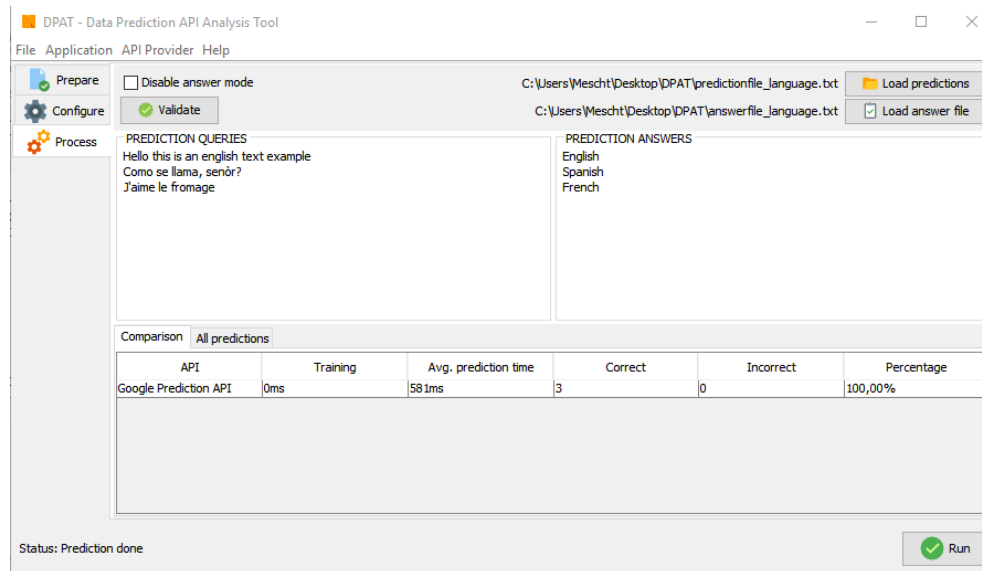 DPAT - Data Prediction API Analysis Tool
File Application API Provider Help
Prepare
Configure
Process
Disable answer mode
Validate
C:\Users\Mescht\Desktop\DPAT\predictionfile_language.txt
Load predictions
C:\Users\Mescht\Desktop\DPAT\answerfile_language.txt
Load answer file
PREDICTION QUERIES
Hello this is an english text example
Como se llama, senòr?
J'aime le fromage
PREDICTION ANSWERS
English
Spanish
French
Comparison All predictions
API Training Avg. prediction time Correct Incorrect Percentage
Google Prediction API 0ms 581ms 3 0 100,00%
Status: Prediction done
Run